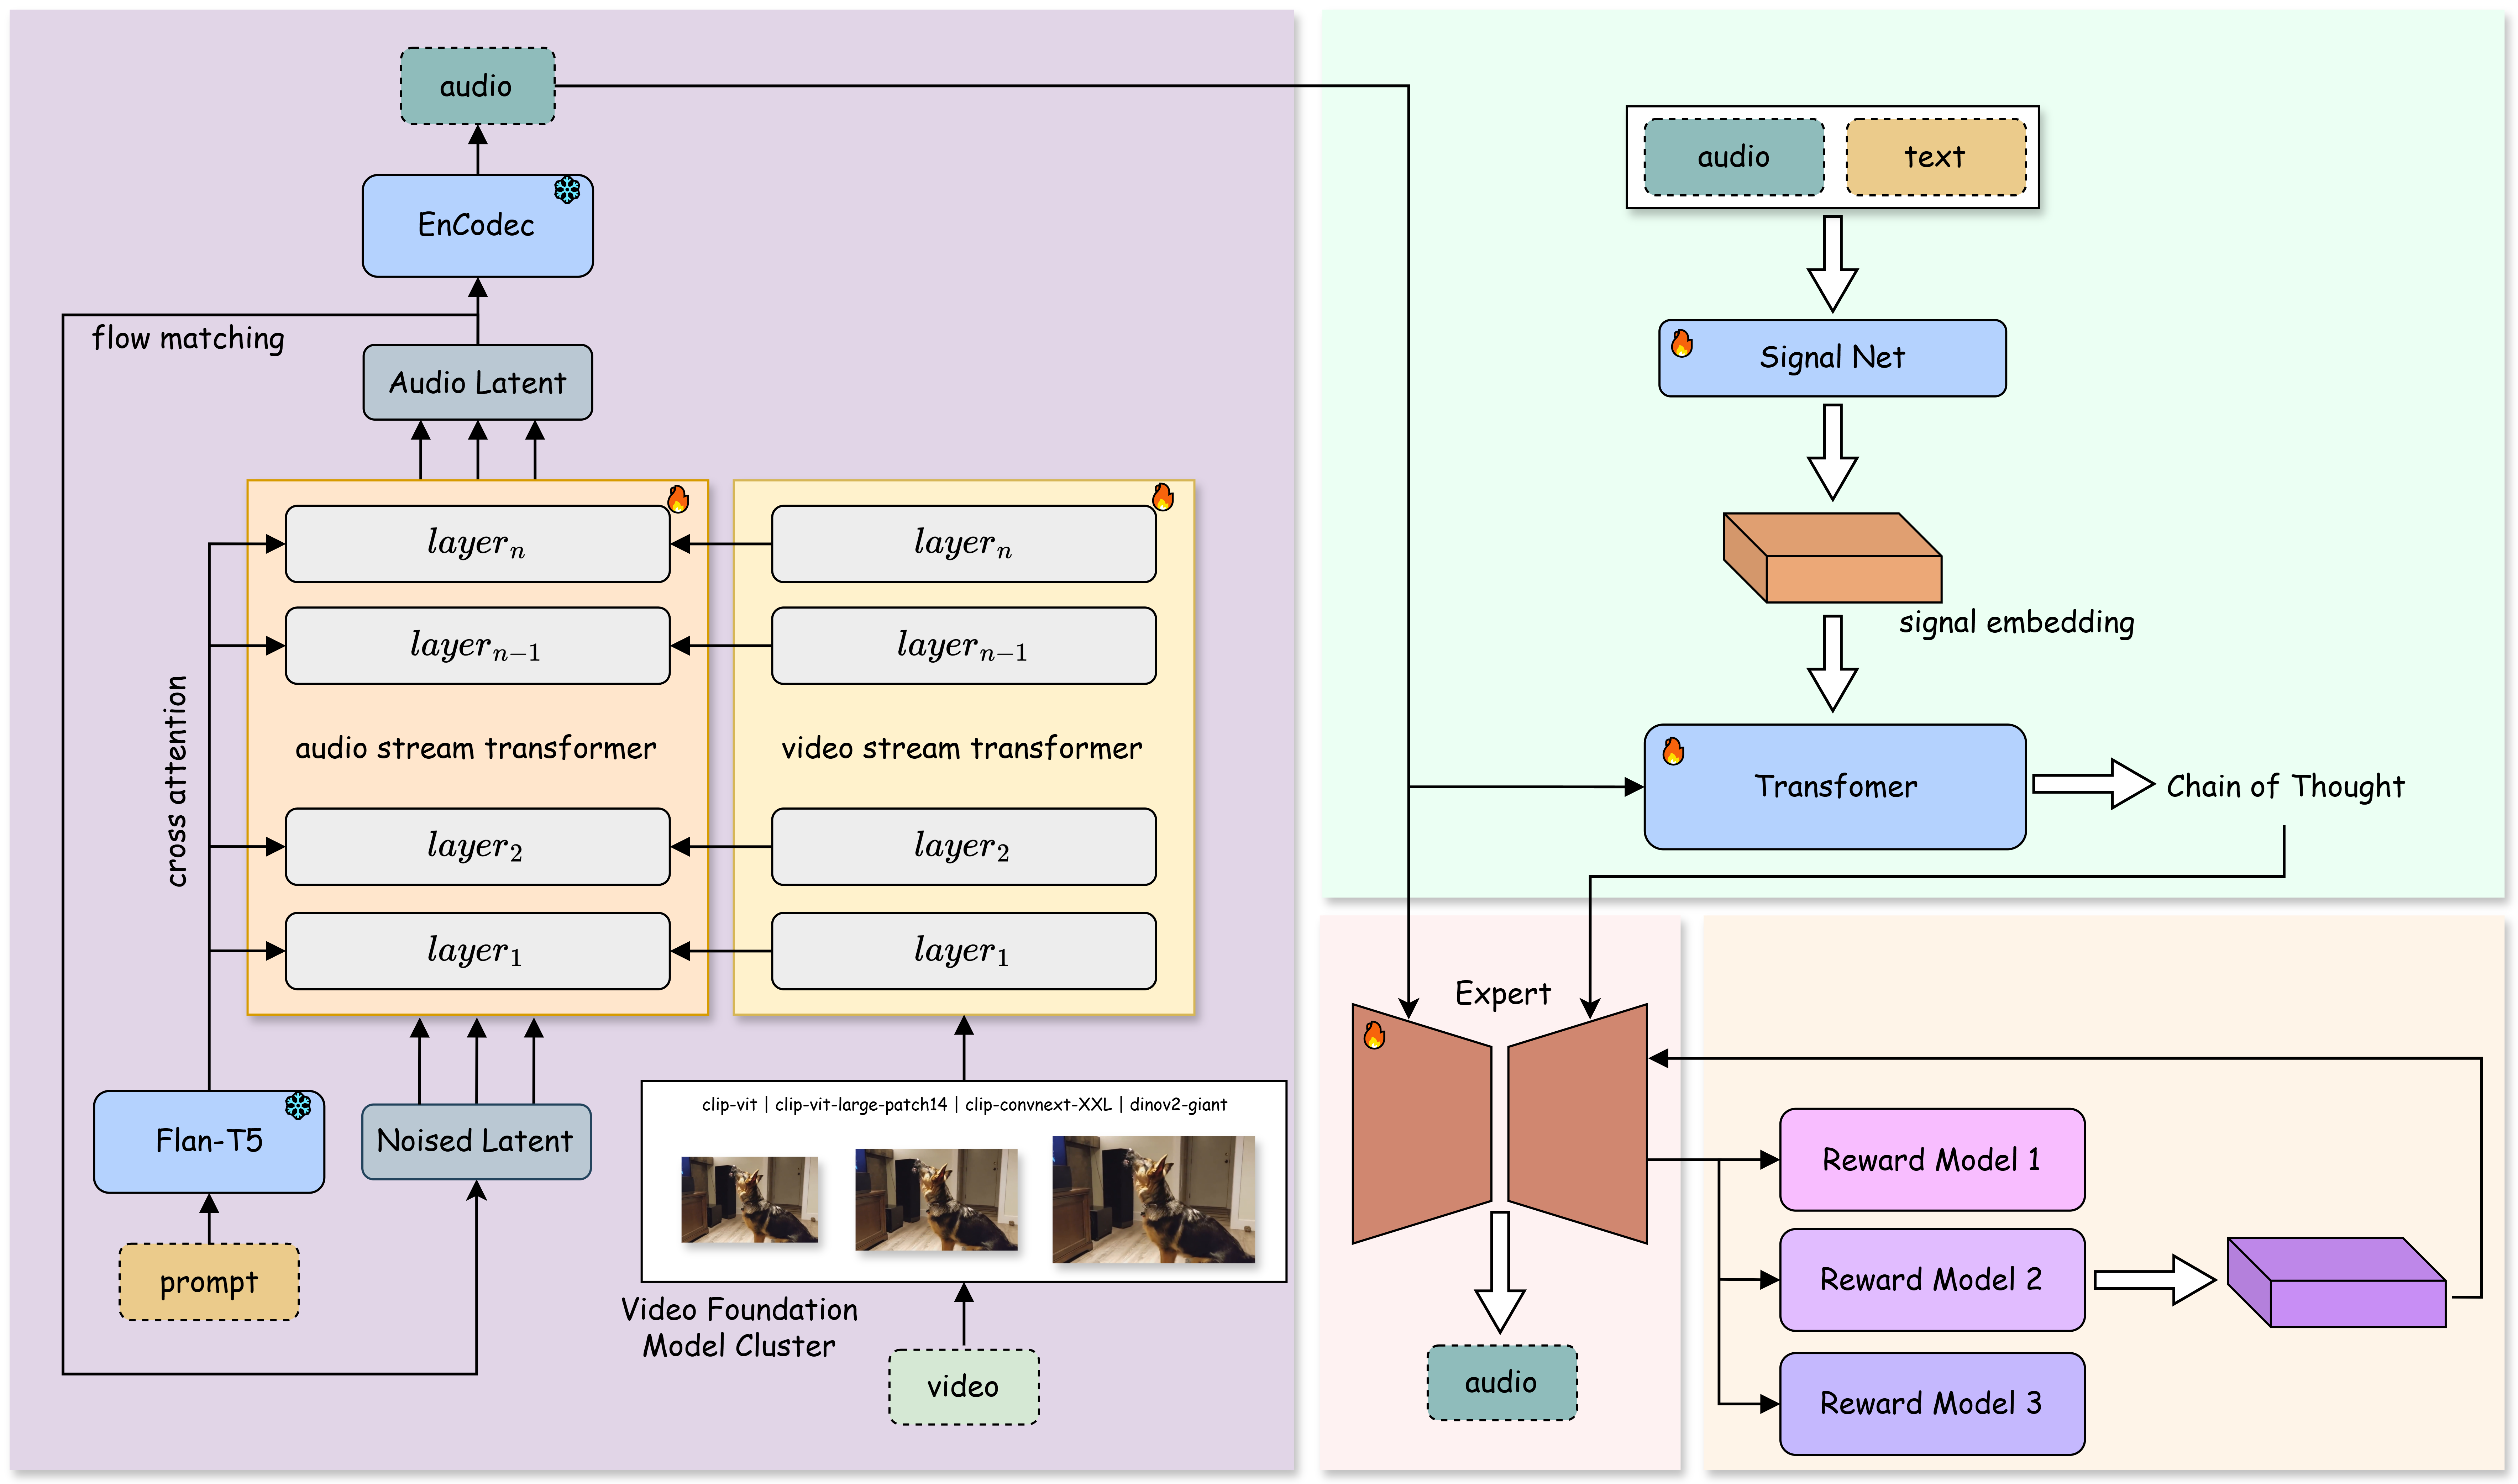 audio
EnCodec
flow matching
Audio Latent
layer_n
layer_n
layer_{n-1}
layer_{n-1}
cross attention
audio stream transformer
video stream transformer
layer_2
layer_2
layer_1
layer_1
Flan-T5
Noised Latent
clip-vit | clip-vit-large-patch14 | clip-convnext-XXL | dinov2-giant
prompt
Video Foundation
Model Cluster
video
audio
text
Signal Net
signal embedding
Transfomer
Chain of Thought
Expert
audio
Reward Model 1
Reward Model 2
Reward Model 3